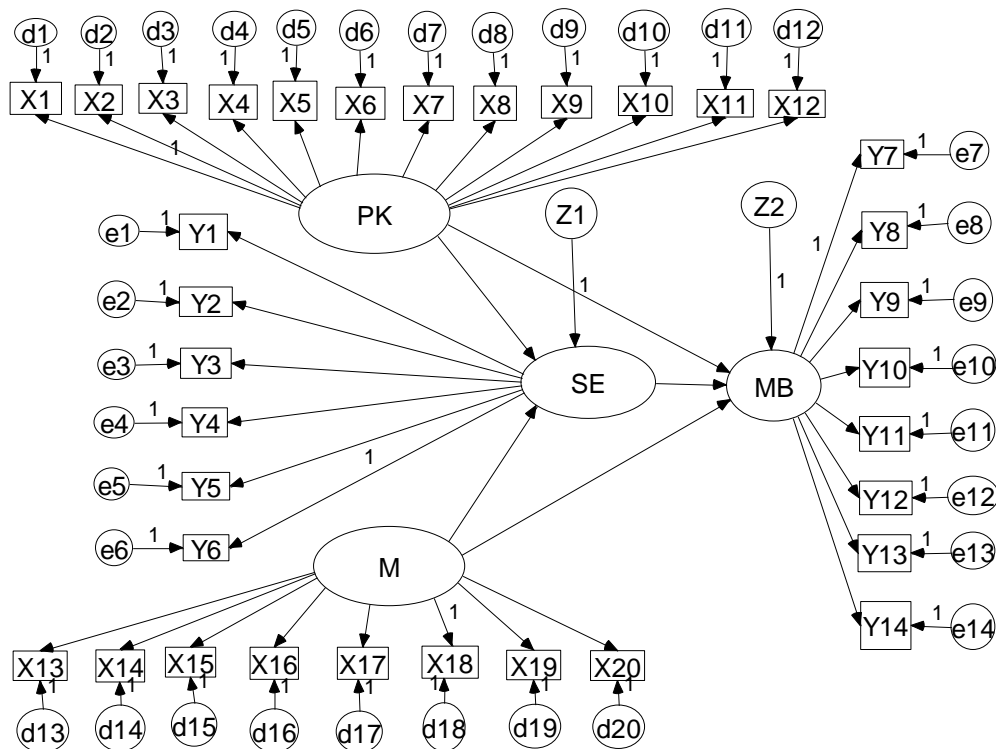 d1 d2 d3 d4 d5 d6 d7 d8 d9 d10 d11 d12
1 1 1 1 1 1 1 1 1 1 1 1
X1 X2 X3 X4 X5 X6 X7 X8 X9 X10 X11 X12
1
PK
Z1
1
Z2
1
e1 1 Y1
e2 1 Y2
e3 1 Y3
e4 1 Y4
e5 1 Y5
e6 1 Y6
1
SE
MB
1
Y7 1 e7
Y8 1 e8
Y9 1 e9
Y10 1 e10
Y11 1 e11
Y12 1 e12
Y13 1 e13
Y14 1 e14
M
1
X13 X14 X15 X16 X17 X18 X19 X20
1 1 1 1 1 1 1 1
d13 d14 d15 d16 d17 d18 d19 d20